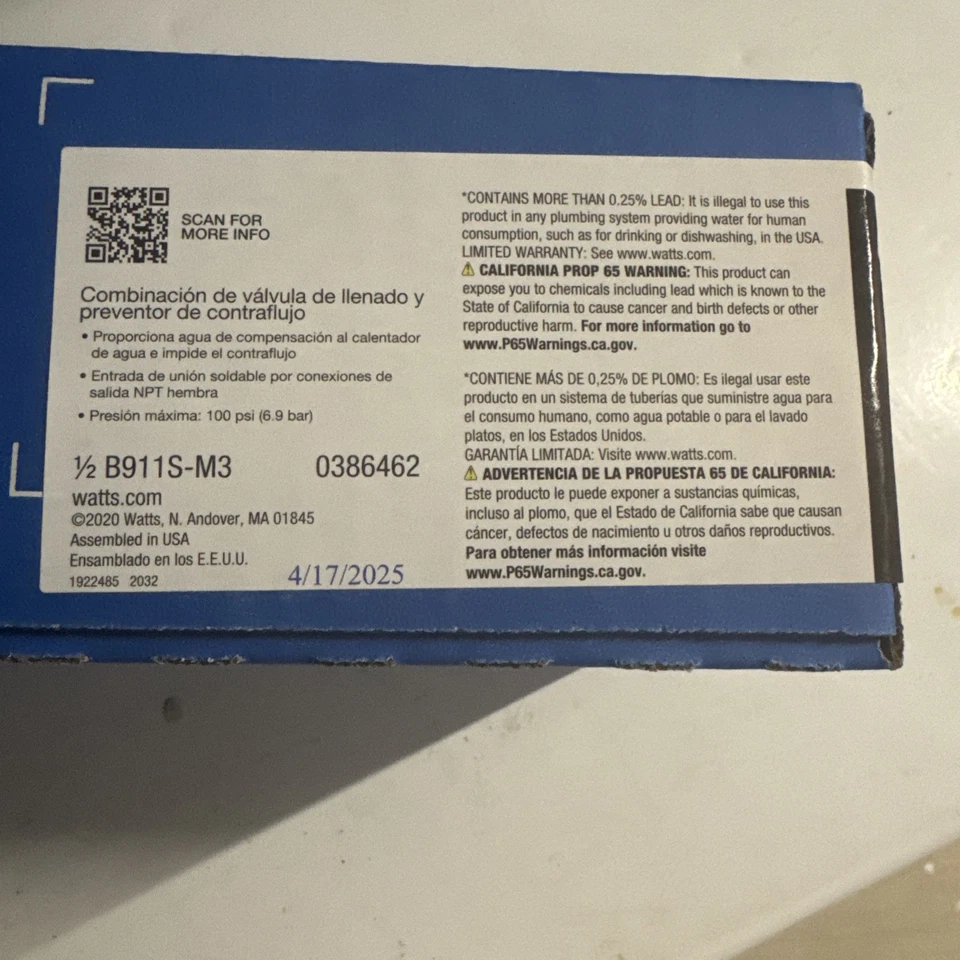 SCAN FOR
MORE INFO
Combinación de válvula de llenado y
preventor de contraflujo
• Proporciona agua de compensación al calentador
de agua e impide el contraflujo
• Entrada de unión soldable por conexiones de
salida NPT hembra
• Presión máxima: 100 psi (6.9 bar)
½ B911S-M3 0386462
watts.com
©2020 Watts, N. Andover, MA 01845
Assembled in USA
Ensamblado en los E.E.U.U.
1922485 2032 4/17/2025
*CONTAINS MORE THAN 0.25% LEAD: It is illegal to use this
product in any plumbing system providing water for human
consumption, such as for drinking or dishwashing, in the USA.
LIMITED WARRANTY: See www.watts.com.
⚠ CALIFORNIA PROP 65 WARNING: This product can
expose you to chemicals including lead which is known to the
State of California to cause cancer and birth defects or other
reproductive harm. For more information go to
www.P65Warnings.ca.gov.
*CONTIENE MÁS DE 0,25% DE PLOMO: Es ilegal usar este
producto en un sistema de tuberías que suministre agua para
el consumo humano, como agua potable o para el lavado
platos, en los Estados Unidos.
GARANTÍA LIMITADA: Visite www.watts.com.
⚠ ADVERTENCIA DE LA PROPUESTA 65 DE CALIFORNIA:
Este producto le puede exponer a sustancias químicas,
incluso al plomo, que el Estado de California sabe que causan
cáncer, defectos de nacimiento u otros daños reproductivos.
Para obtener más información visite
www.P65Warnings.ca.gov.